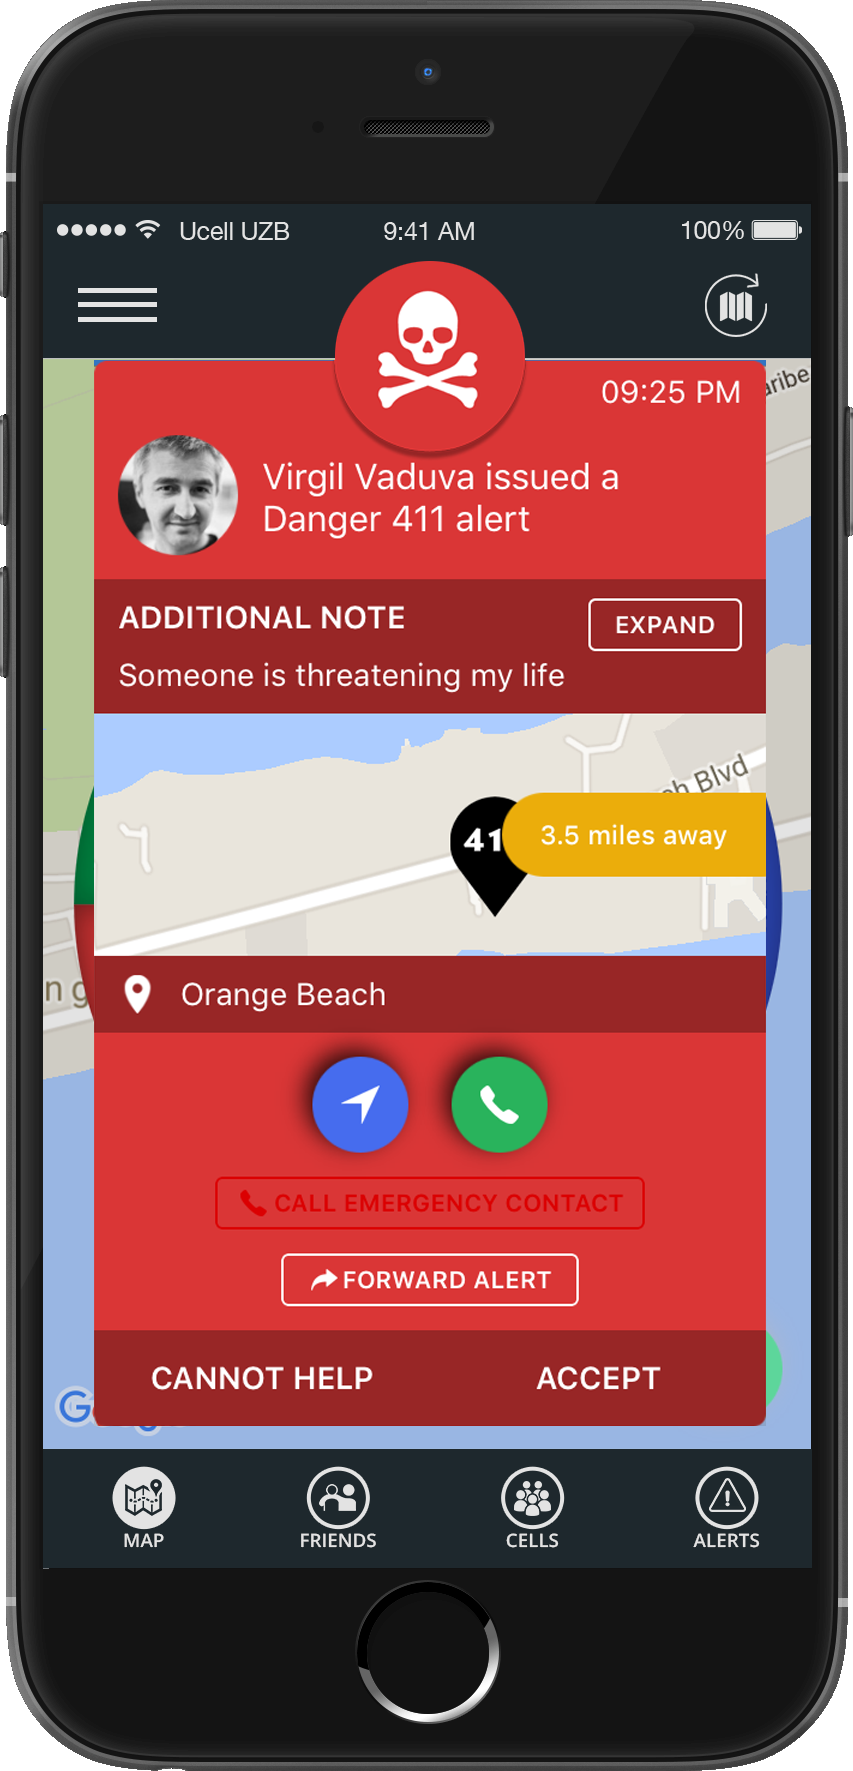 Ucell UZB 9:41 AM 100%
09:25 PM
Virgil Vaduva issued a
Danger 411 alert
ADDITIONAL NOTE
EXPAND
Someone is threatening my life
Blvd
41
3.5 miles away
Orange Beach
CALL EMERGENCY CONTACT
FORWARD ALERT
CANNOT HELP ACCEPT
MAP FRIENDS CELLS ALERTS